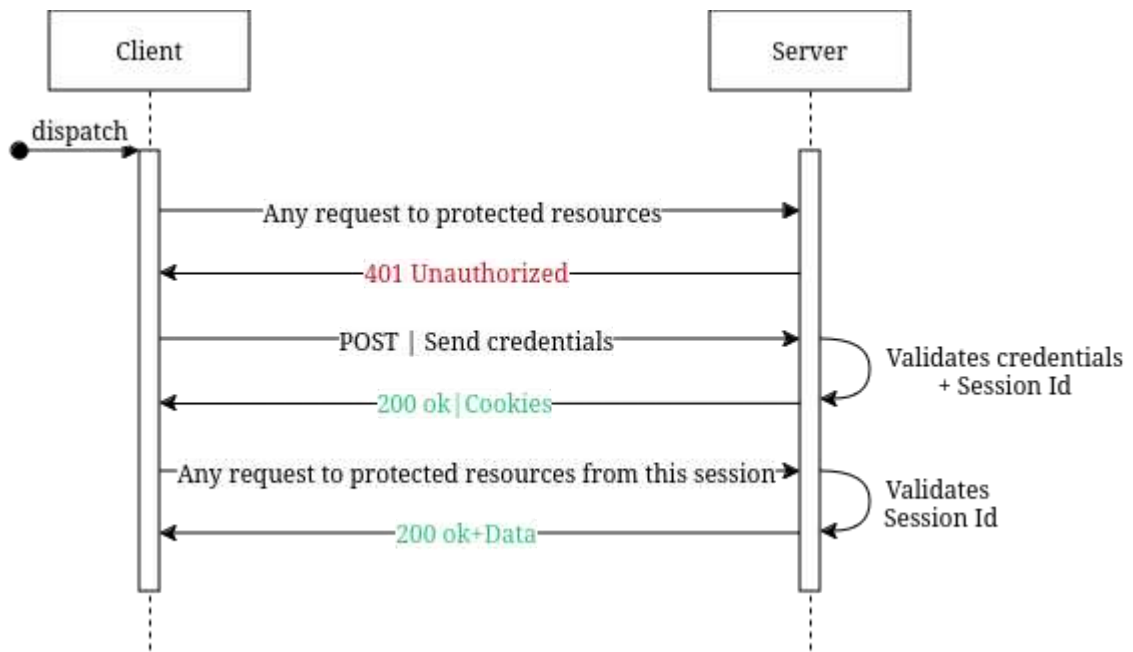 Client
Server
dispatch
Any request to protected resources
401 Unauthorized
POST | Send credentials
Validates credentials
+ Session Id
200 ok|Cookies
Any request to protected resources from this session
Validates
Session Id
200 ok+Data